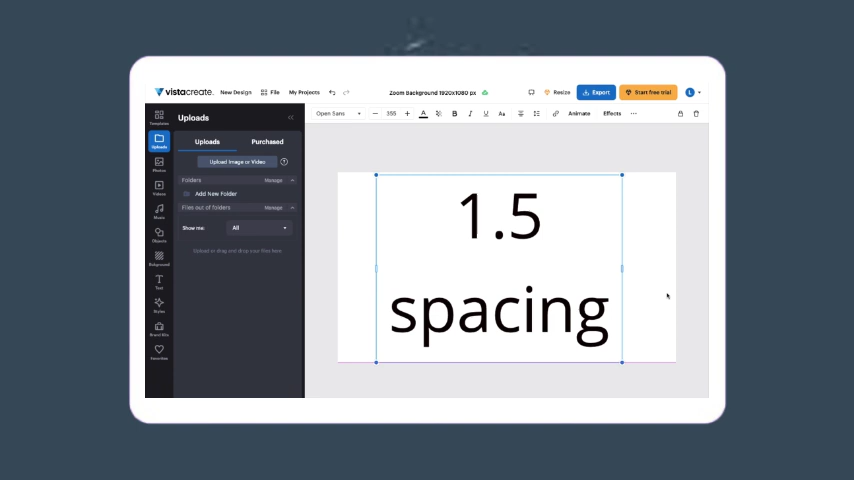 vistacreate. New Design File My Projects Zoom Background 1920x1080 px Resize Export Start free trial L
Templates Uploads Open Sans 355 A B I U Aa Animate Effects
Uploads Uploads Purchased
Photos Upload Image or Video ?
Folders Manage
Videos Add New Folder
Music Files out of folders Manage
Objects Show me: All
Background Upload or drag and drop your files here
Text
Styles
Brand Kits
Favorites
1.5
spacing